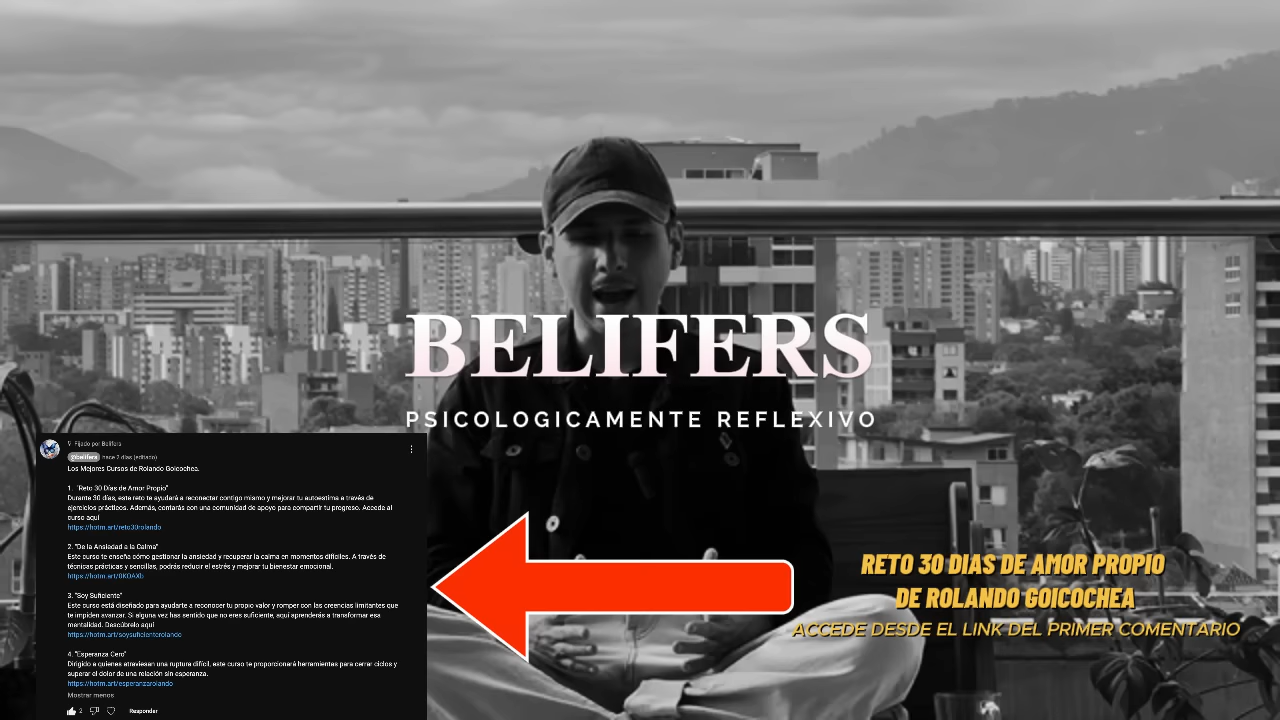 BELIFERS
PSICOLOGICAMENTE REFLEXIVO
Fijado por Belifers
@belifers hace 2 días (editado)
Los Mejores Cursos de Rolando Goicochea.
1. "Reto 30 Días de Amor Propio"
Durante 30 días, este reto te ayudará a reconectar contigo mismo y mejorar tu autoestima a través de
ejercicios prácticos. Además, contarás con una comunidad de apoyo para compartir tu progreso. Accede al
curso aquí
https://hotm.art/reto30rolando
2. "De la Ansiedad a la Calma"
Este curso te enseña cómo gestionar la ansiedad y recuperar la calma en momentos difíciles. A través de
técnicas prácticas y sencillas, podrás reducir el estrés y mejorar tu bienestar emocional.
https://hotm.art/0KOAXb
3. "Soy Suficiente"
Este curso está diseñado para ayudarte a reconocer tu propio valor y romper con las creencias limitantes que
te impiden avanzar. Si alguna vez has sentido que no eres suficiente, aquí aprenderás a transformar esa
mentalidad. Descúbrelo aquí
https://hotm.art/soysuficienterolando
4. "Esperanza Cero"
Dirigido a quienes atraviesan una ruptura difícil, este curso te proporcionará herramientas para cerrar ciclos y
superar el dolor de una relación sin esperanza.
https://hotm.art/esperanzarolando
Mostrar menos
2 Responder
RETO 30 DIAS DE AMOR PROPIO
DE ROLANDO GOICOCHEA
ACCEDE DESDE EL LINK DEL PRIMER COMENTARIO